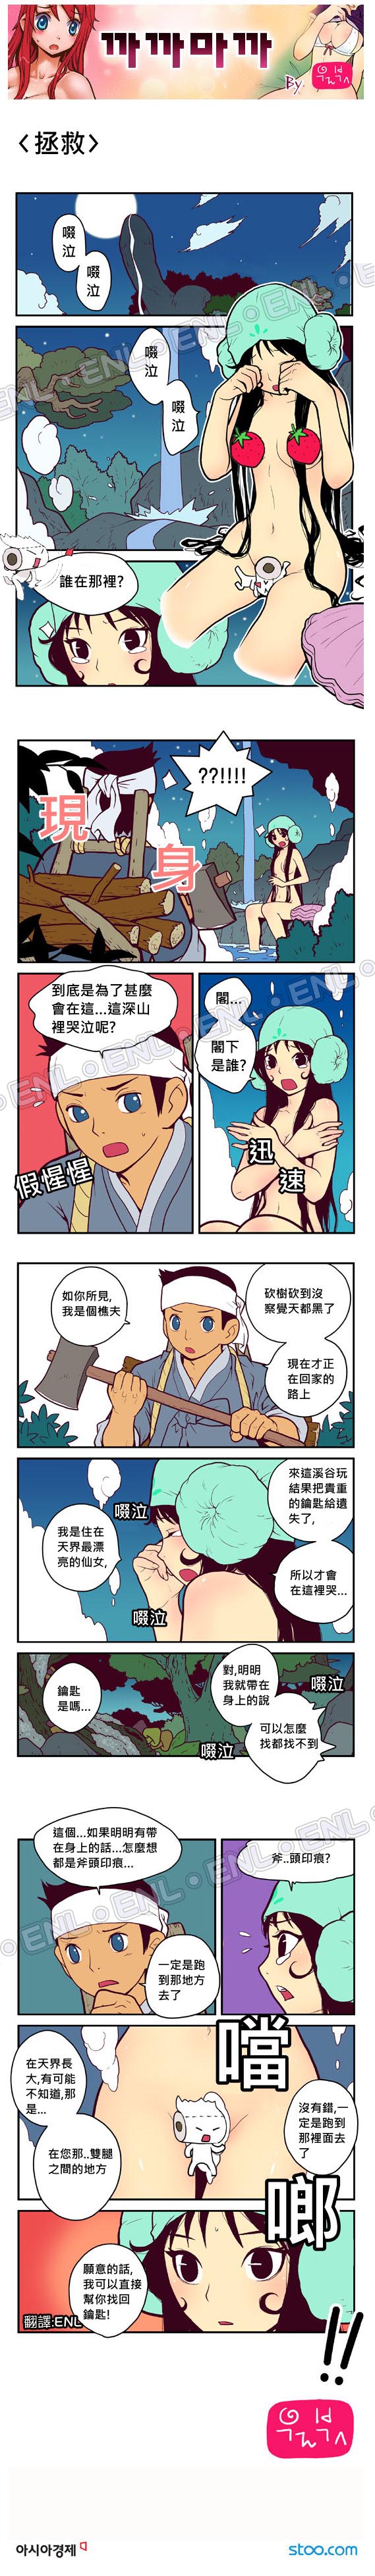 까까마까
By 우낙낙
〈拯救〉
啜
泣
啜
泣
啜
泣
啜
泣
誰在那裡?
??!!!!
現
身
到底是為了甚麼
會在這...這深山
裡哭泣呢?
假惺惺
閣...
閣下
是誰?
迅
速
如你所見,
我是個樵夫
砍樹砍到沒
察覺天都黑了
現在才正
在回家的
路上
我是住在
天界最漂
亮的仙女,
啜泣
啜泣
來這溪谷玩
結果把貴重
的鑰匙給遺
失了,
所以才會
在這裡哭...
鑰匙
是嗎...
對,明明
我就帶在
身上的說
啜泣
可以怎麼
找都找不到
啜泣
這個...如果明明有帶
在身上的話...怎麼想
都是斧頭印痕...
一定是跑
到那地方
去了
斧..頭印痕?
在天界長
大,有可能
不知道,那
是...
在您那..雙腿
之間的地方
噹
沒有錯,一
定是跑到
那裡面去
了
啷
願意的話,
我可以直接
幫你找回
鑰匙!
翻譯:ENL
!!
아시아경제
stoo.com
ENL